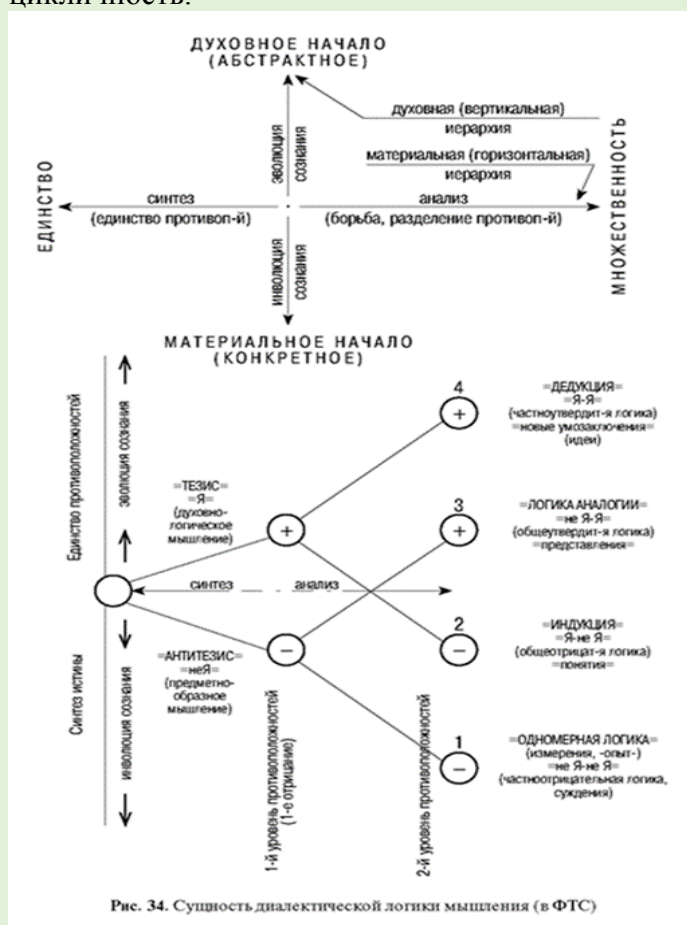 цикличность.
ДУХОВНОЕ НАЧАЛО
(АБСТРАКТНОЕ)
духовная (вертикальная)
иерархия
материальная (горизонтальная)
иерархия
ЭВОЛЮЦИЯ
СОЗНАНИЯ
ЕДИНСТВО
синтез
(единство противоп-й)
анализ
(борьба, разделение противоп-й)
МНОЖЕСТВЕННОСТЬ
ИНВОЛЮЦИЯ
СОЗНАНИЯ
МАТЕРИАЛЬНОЕ НАЧАЛО
(КОНКРЕТНОЕ)
Единство противоположностей
эволюция сознания
4
+
=ДЕДУКЦИЯ=
=Я-Я=
(частноутвердит-я логика)
=новые умозаключения=
(идеи)
=ТЕЗИС=
=Я=
(духовно-
логическое
мышление)
+
3
+
=ЛОГИКА АНАЛОГИИ=
=не Я-Я=
(общеутвердит-я логика)
=представления=
синтез
анализ
=АНТИТЕЗИС=
=неЯ=
(предметно-
образное
мышление)
–
2
–
=ИНДУКЦИЯ=
=Я-не Я=
(общеотрицат-я логика)
=понятия=
Синтез истины
инволюция сознания
1
–
=ОДНОМЕРНАЯ ЛОГИКА=
(измерения, -опыт-)
=не Я-не Я=
(частноотрицательная логика,
суждения)
1-й уровень противоположностей
(1-е отрицание)
2-й уровень противоположностей
Рис. 34. Сущность диалектической логики мышления (в ФТС)